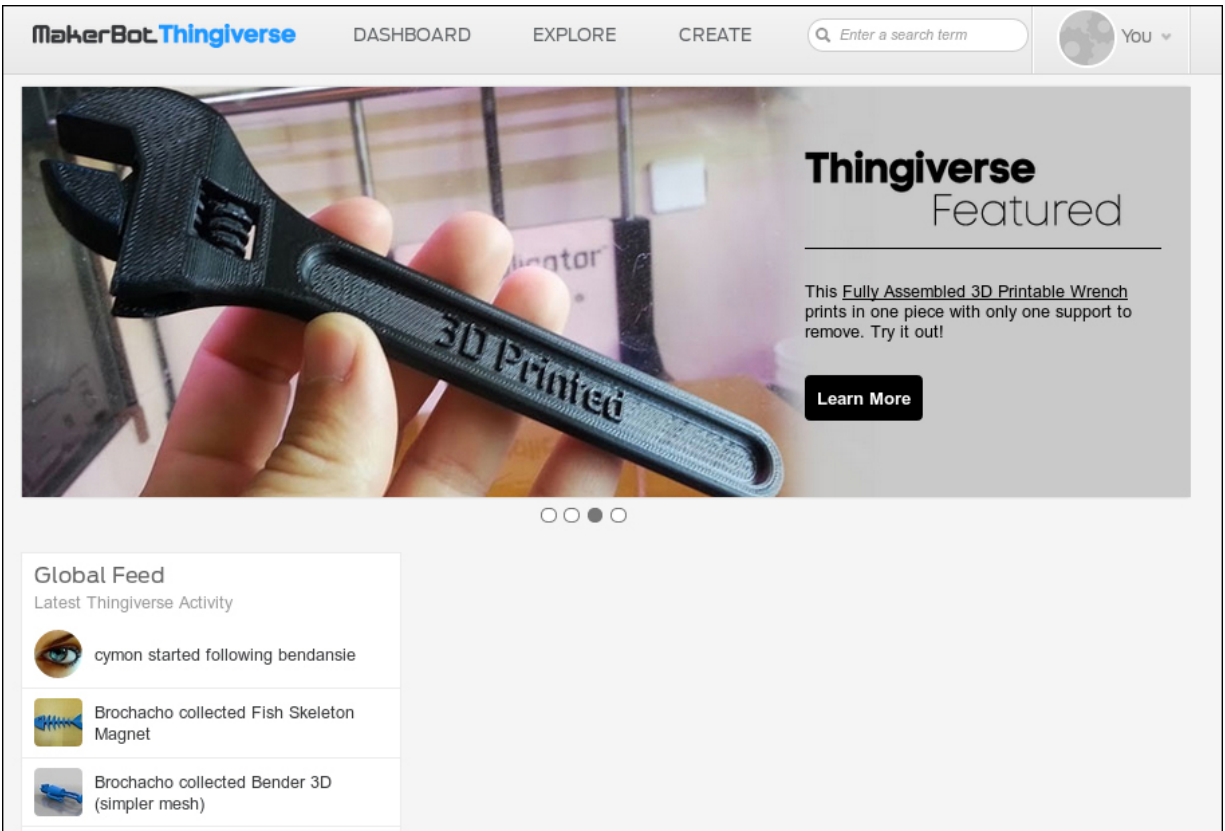 MakerBot Thingiverse
DASHBOARD
EXPLORE
CREATE
Enter a search term
You
3D Printed
Thingiverse
Featured
This Fully Assembled 3D Printable Wrench
prints in one piece with only one support to
remove. Try it out!
Learn More
Global Feed
Latest Thingiverse Activity
cymon started following bendansie
Brochacho collected Fish Skeleton
Magnet
Brochacho collected Bender 3D
(simpler mesh)